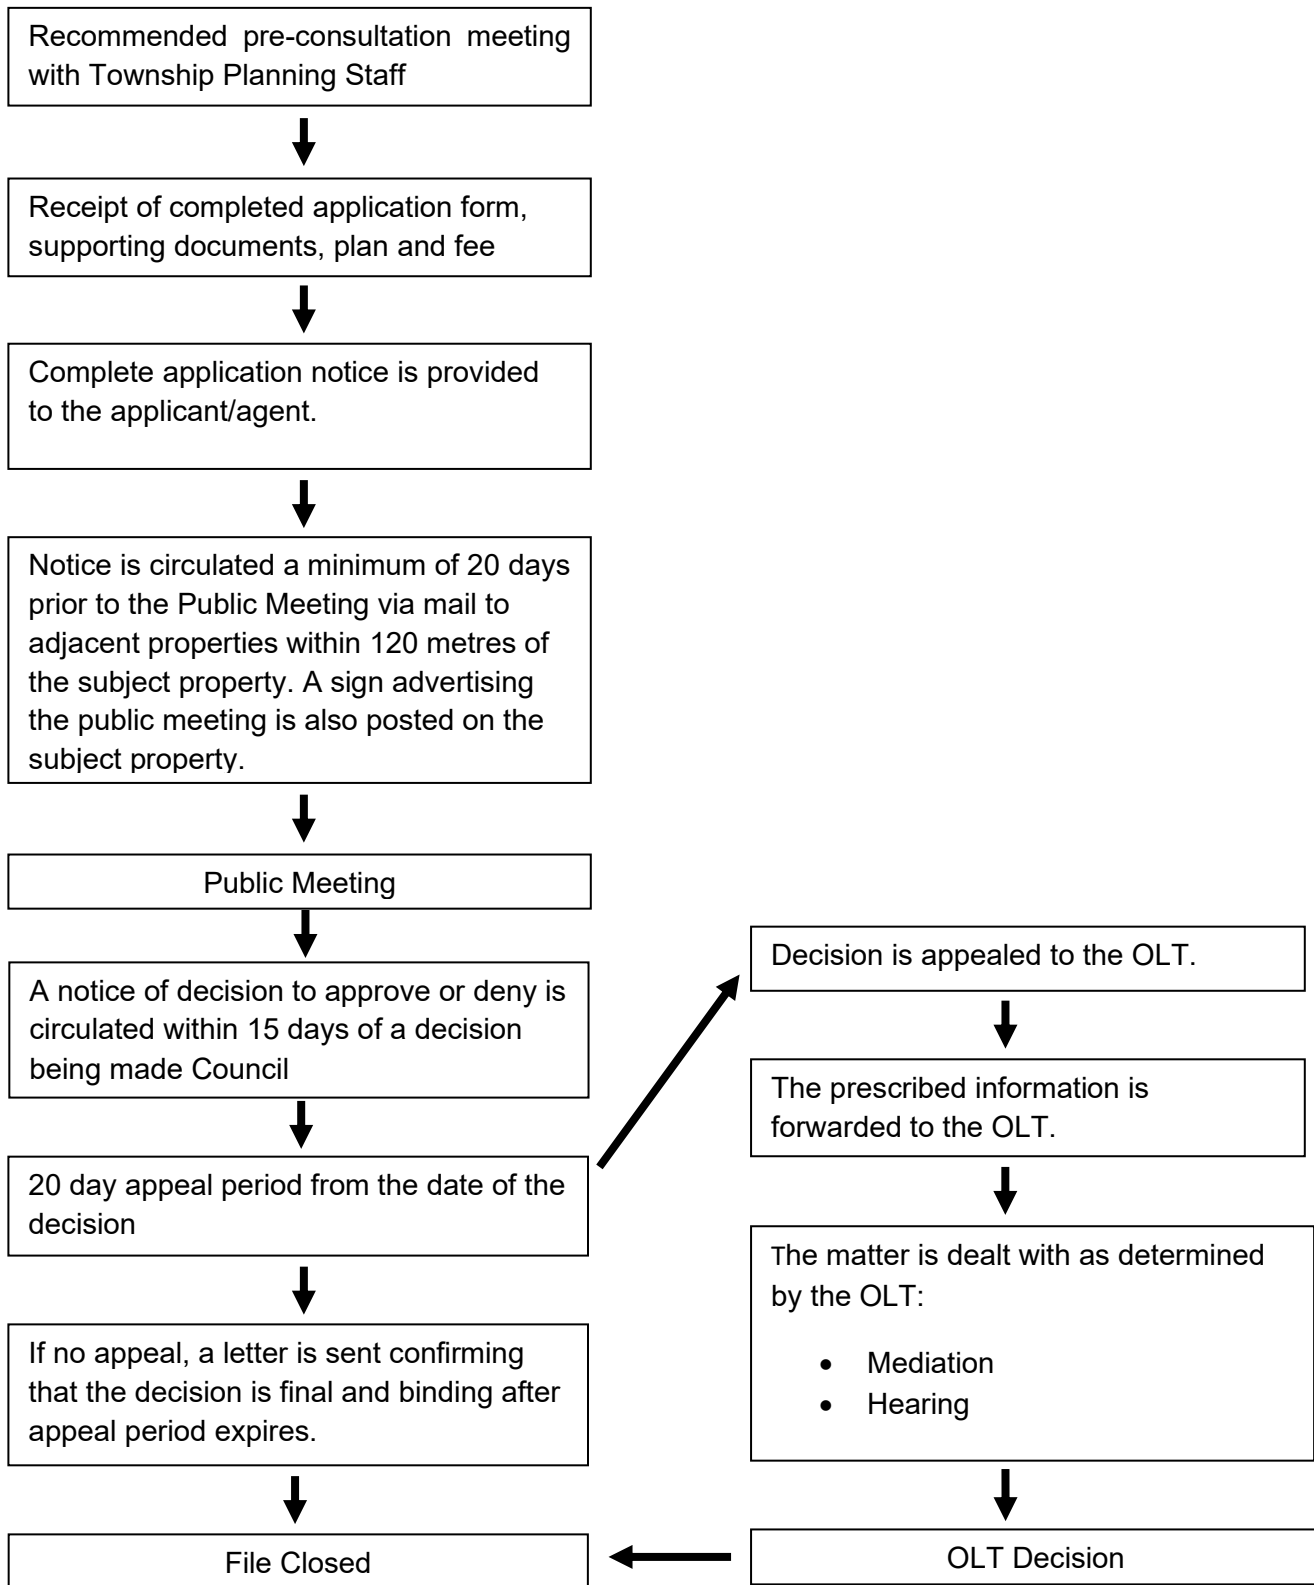 Recommended pre-consultation meeting
with Township Planning Staff
Receipt of completed application form,
supporting documents, plan and fee
Complete application notice is provided
to the applicant/agent.
Notice is circulated a minimum of 20 days
prior to the Public Meeting via mail to
adjacent properties within 120 metres of
the subject property. A sign advertising
the public meeting is also posted on the
subject property.
Public Meeting
A notice of decision to approve or deny is
circulated within 15 days of a decision
being made Council
20 day appeal period from the date of the
decision
If no appeal, a letter is sent confirming
that the decision is final and binding after
appeal period expires.
File Closed
Decision is appealed to the OLT.
The prescribed information is
forwarded to the OLT.
The matter is dealt with as determined
by the OLT:
• Mediation
• Hearing
OLT Decision